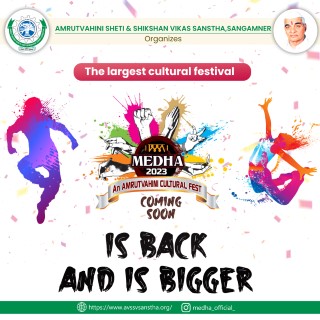 AMRUTVAHINI SHETI & SHIKSHAN VIKAS SANSTHA,SANGAMNER
Organizes
The largest cultural festival
MEDHA
2023
An AMRUTVAHINI CULTURAL FEST
COMING
SOON
IS BACK
AND IS BIGGER
https://www.avssvsanstha.org/ medha_official_